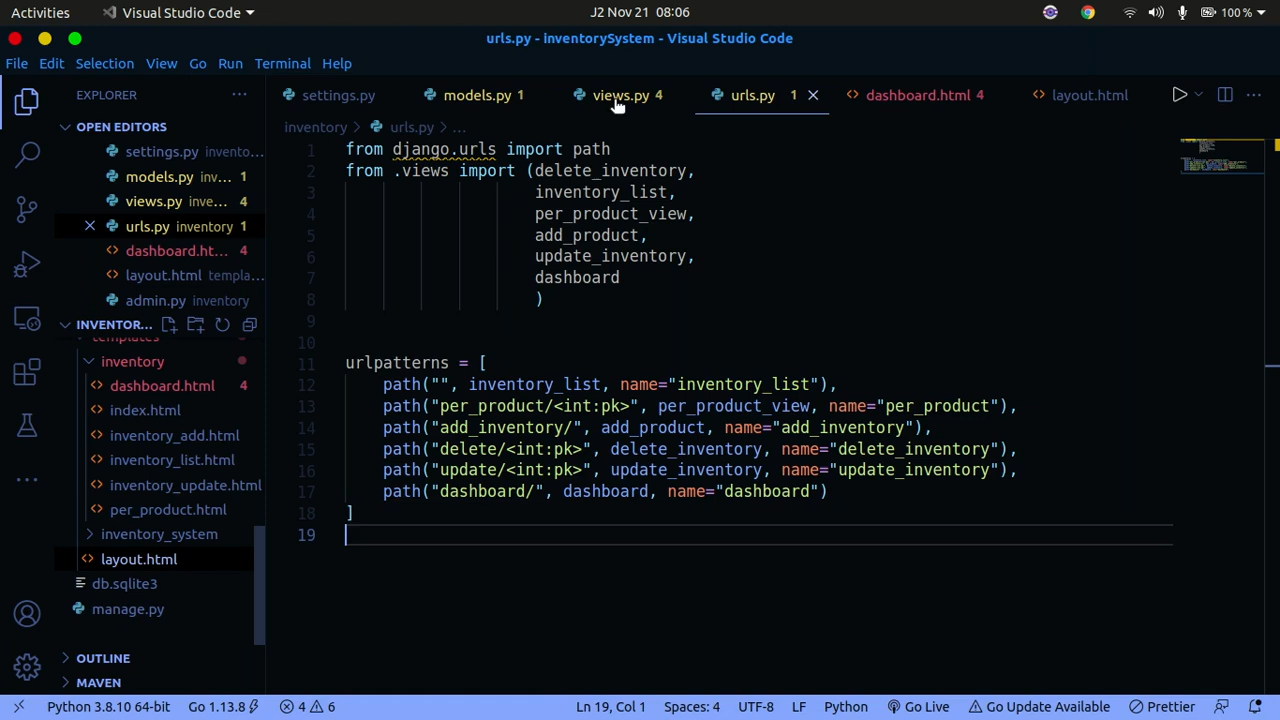 Activities Visual Studio Code J2 Nov 21 08:06 100 %
urls.py - inventorySystem - Visual Studio Code
File Edit Selection View Go Run Terminal Help
EXPLORER ...
settings.py models.py 1 views.py 4 urls.py 1 dashboard.html 4 layout.html ...
OPEN EDITORS
settings.py invento...
models.py inv... 1
views.py inve... 4
urls.py inventory 1
dashboard.ht... 4
layout.html templa...
admin.py inventory
INVENTOR...
templates
inventory
dashboard.html 4
index.html
inventory_add.html
inventory_list.html
inventory_update.html
per_product.html
inventory_system
layout.html
db.sqlite3
manage.py
OUTLINE
MAVEN
inventory > urls.py > ...
1 from django.urls import path
2 from .views import (delete_inventory,
3 inventory_list,
4 per_product_view,
5 add_product,
6 update_inventory,
7 dashboard
8 )
9
10
11 urlpatterns = [
12 path("", inventory_list, name="inventory_list"),
13 path("per_product/<int:pk>", per_product_view, name="per_product"),
14 path("add_inventory/", add_product, name="add_inventory"),
15 path("delete/<int:pk>", delete_inventory, name="delete_inventory"),
16 path("update/<int:pk>", update_inventory, name="update_inventory"),
17 path("dashboard/", dashboard, name="dashboard")
18 ]
19
Python 3.8.10 64-bit Go 1.13.8 4 6 Ln 19, Col 1 Spaces: 4 UTF-8 LF Python Go Live Go Update Available Prettier